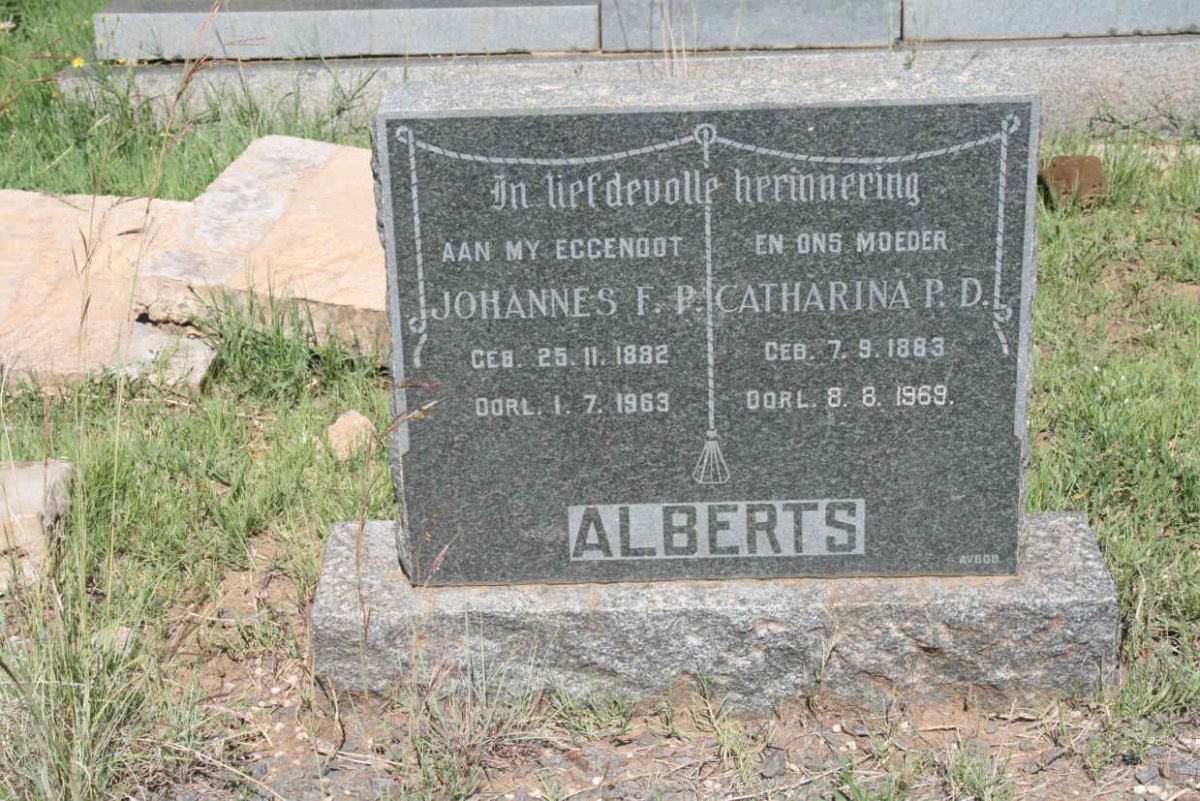 In liefdevolle herinnering
AAN MY EGGENOOT
JOHANNES F. P.
GEB. 25. 11. 1882
OORL. 1. 7. 1963
EN ONS MOEDER
CATHARINA P. D.
GEB. 7. 9. 1883
OORL. 8. 8. 1969.
ALBERTS
AVBOB